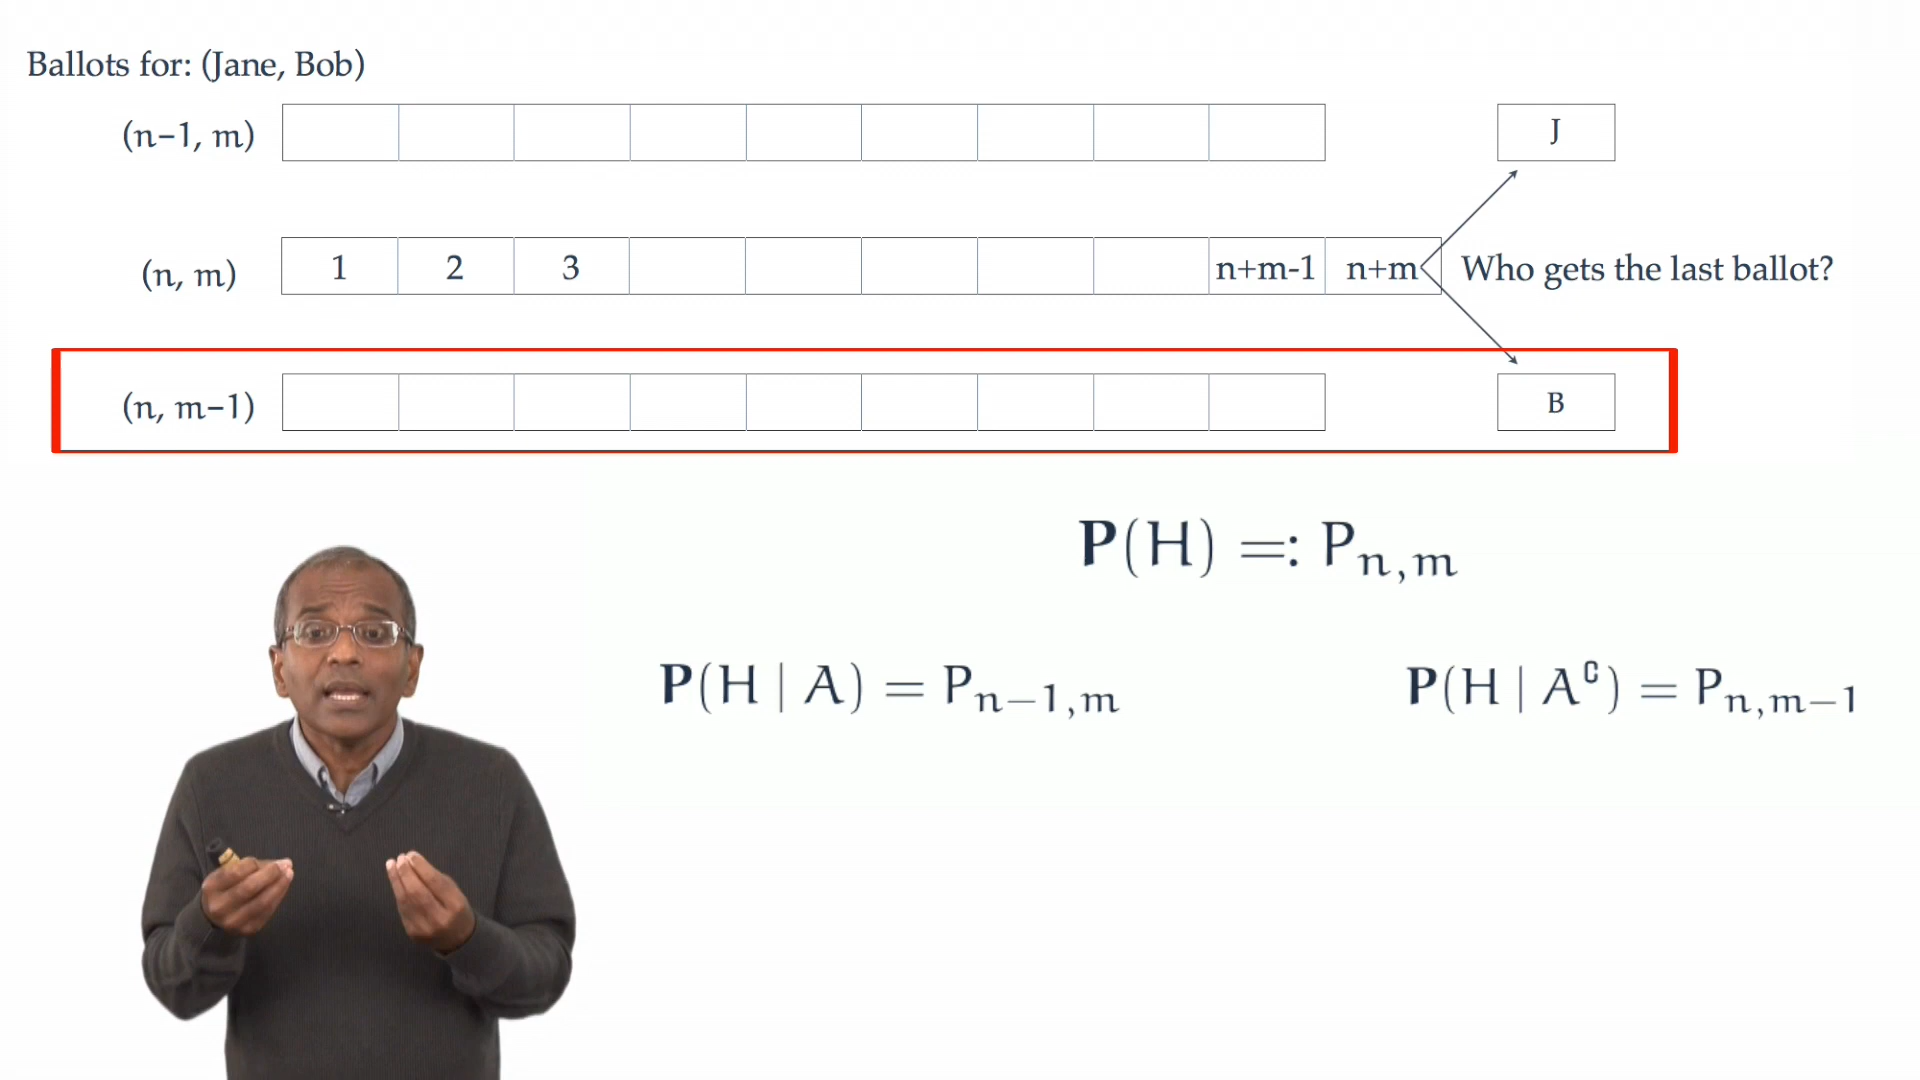 Ballots for: (Jane, Bob)
(n−1, m) J
(n, m) 1 2 3 n+m-1 n+m Who gets the last ballot?
(n, m−1) B
P(H) =: Pₙ,ₘ
P(H | A) = Pₙ₋₁,ₘ P(H | Aᶜ) = Pₙ,ₘ₋₁